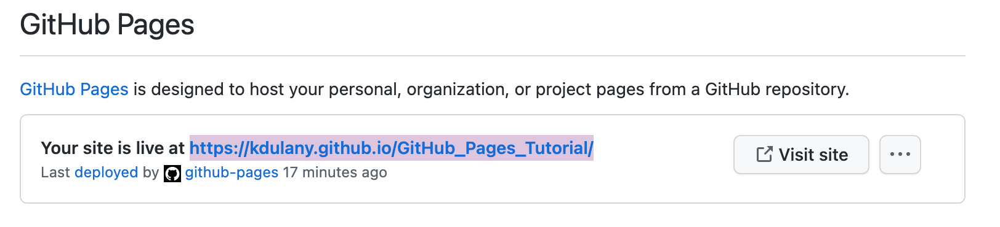 GitHub Pages
GitHub Pages is designed to host your personal, organization, or project pages from a GitHub repository.
Your site is live at https://kdulany.github.io/GitHub_Pages_Tutorial/
Last deployed by github-pages 17 minutes ago
Visit site
...